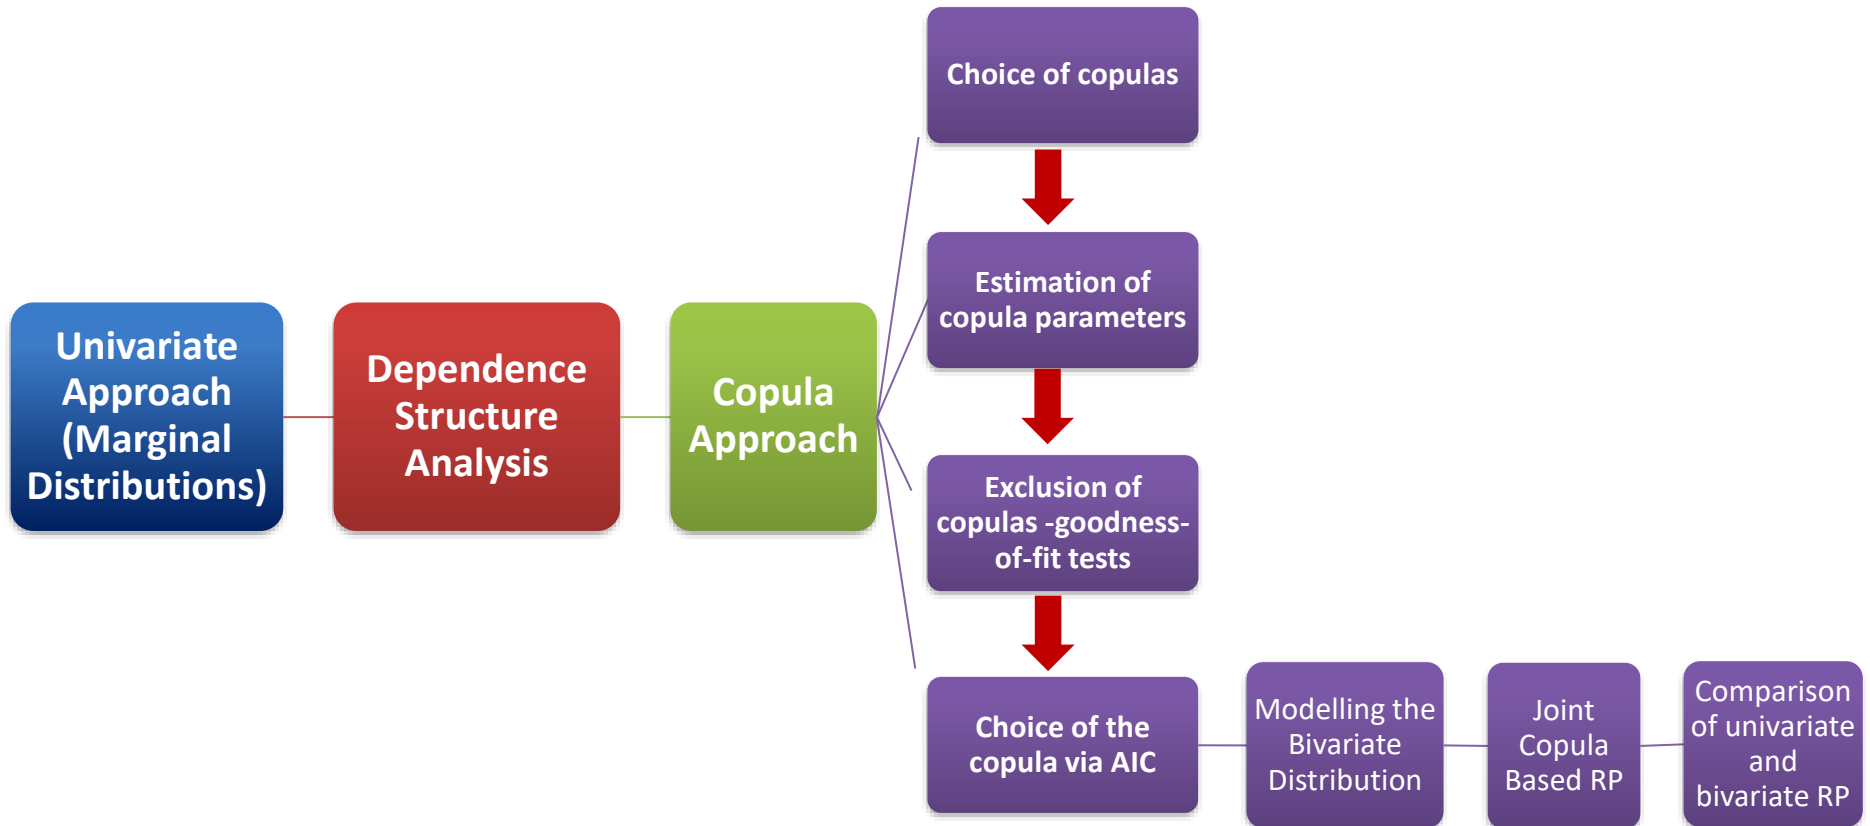 Univariate
Approach
(Marginal
Distributions)
Dependence
Structure
Analysis
Copula
Approach
Choice of copulas
Estimation of
copula parameters
Exclusion of
copulas -goodness-
of-fit tests
Choice of the
copula via AIC
Modelling the
Bivariate
Distribution
Joint
Copula
Based RP
Comparison
of univariate
and
bivariate RP